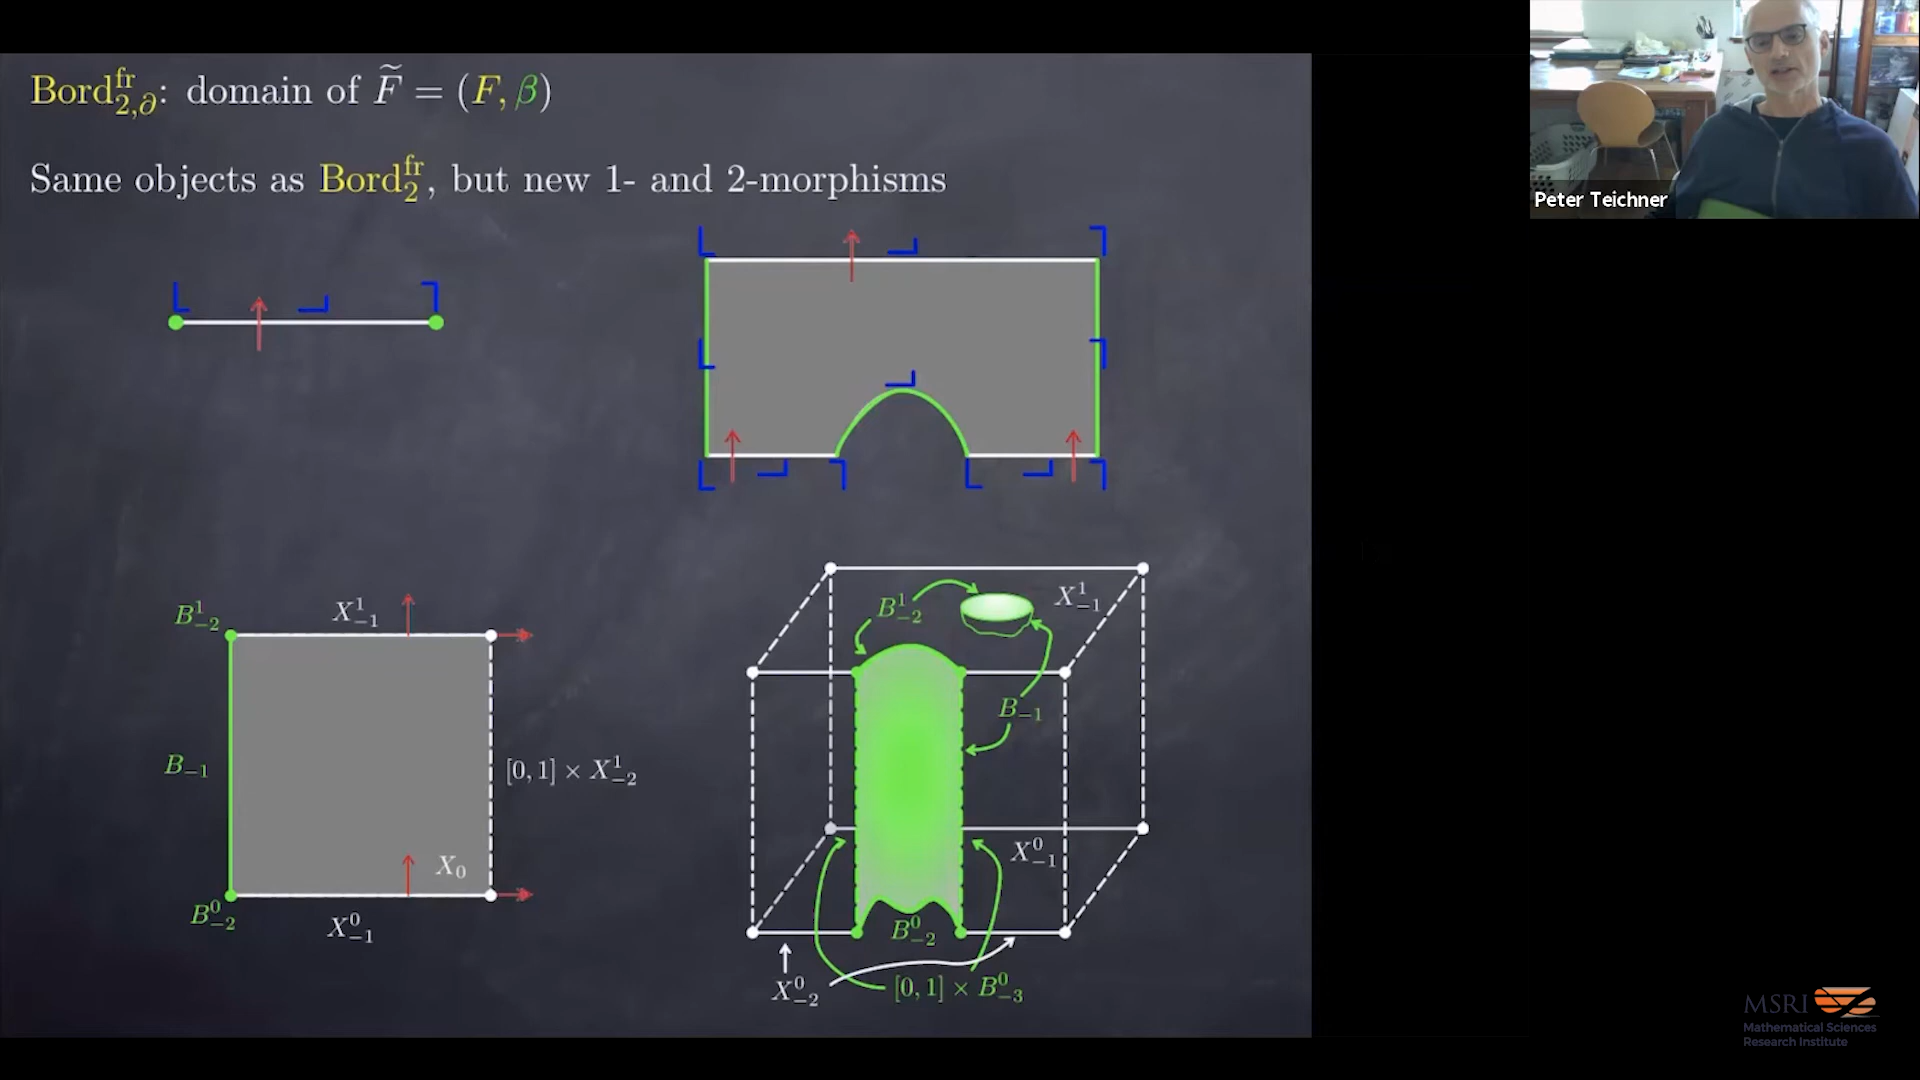 Bord^fr_2,∂: domain of F̃ = (F, β)
Same objects as Bord^fr_2, but new 1- and 2-morphisms
Peter Teichner
B^1_-2
X^1_-1
B_-1
[0, 1] × X^1_-2
X_0
B^0_-2
X^0_-1
B^1_-2
X^1_-1
B_-1
X^0_-1
B^0_-2
X^0_-2
[0, 1] × B^0_-3
MSRI
Mathematical Sciences
Research Institute